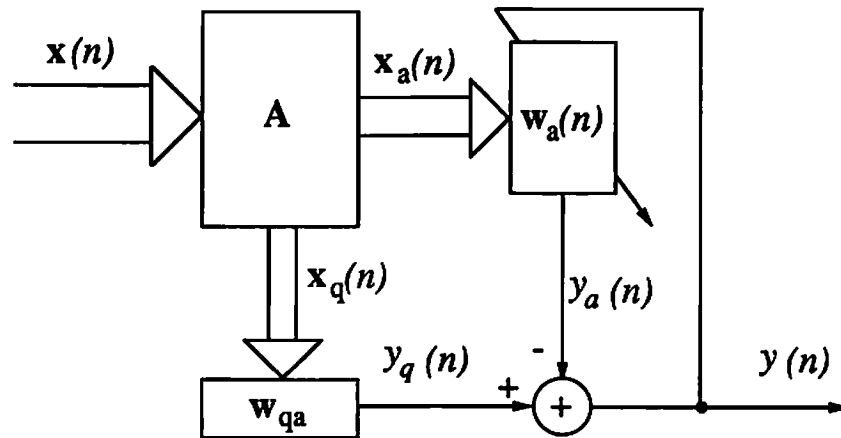 x(n)
A
x_a(n)
w_a(n)
x_q(n)
y_a(n)
-
w_qa
y_q(n)
+
+
y(n)